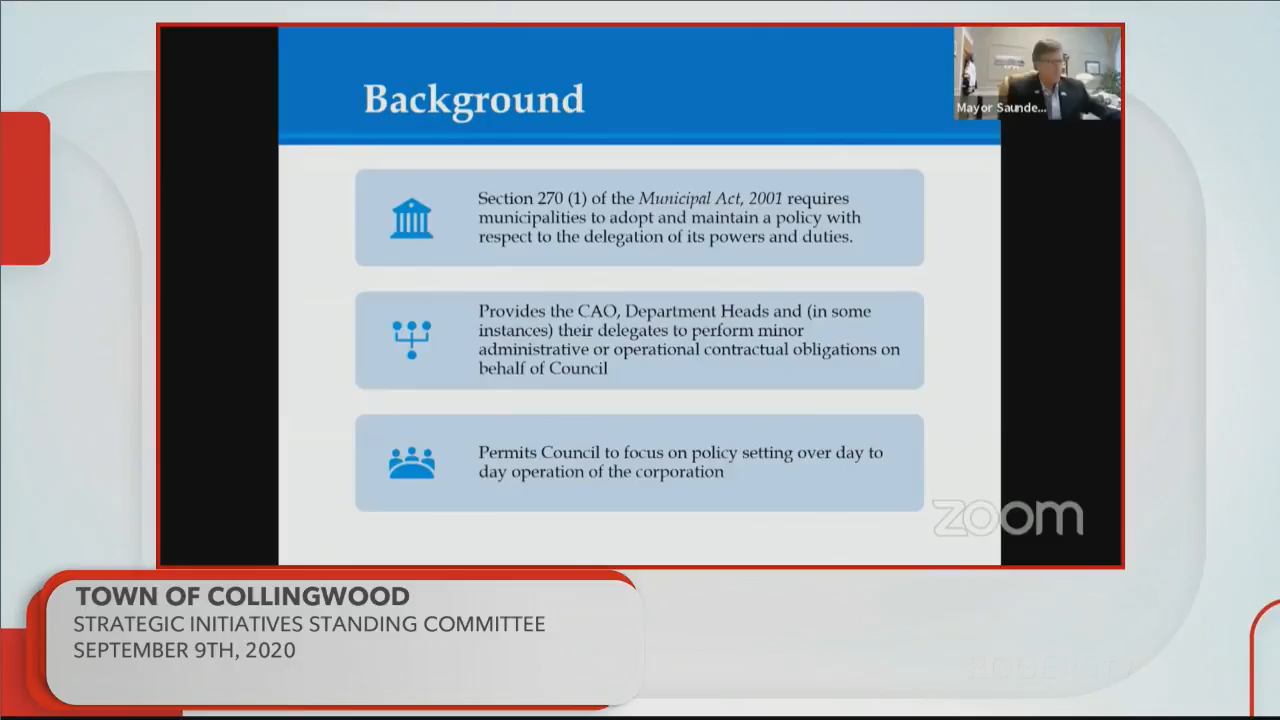 Background
Mayor Saunde...
Section 270 (1) of the Municipal Act, 2001 requires
municipalities to adopt and maintain a policy with
respect to the delegation of its powers and duties.
Provides the CAO, Department Heads and (in some
instances) their delegates to perform minor
administrative or operational contractual obligations on
behalf of Council
Permits Council to focus on policy setting over day to
day operation of the corporation
zoom
TOWN OF COLLINGWOOD
STRATEGIC INITIATIVES STANDING COMMITTEE
SEPTEMBER 9TH, 2020